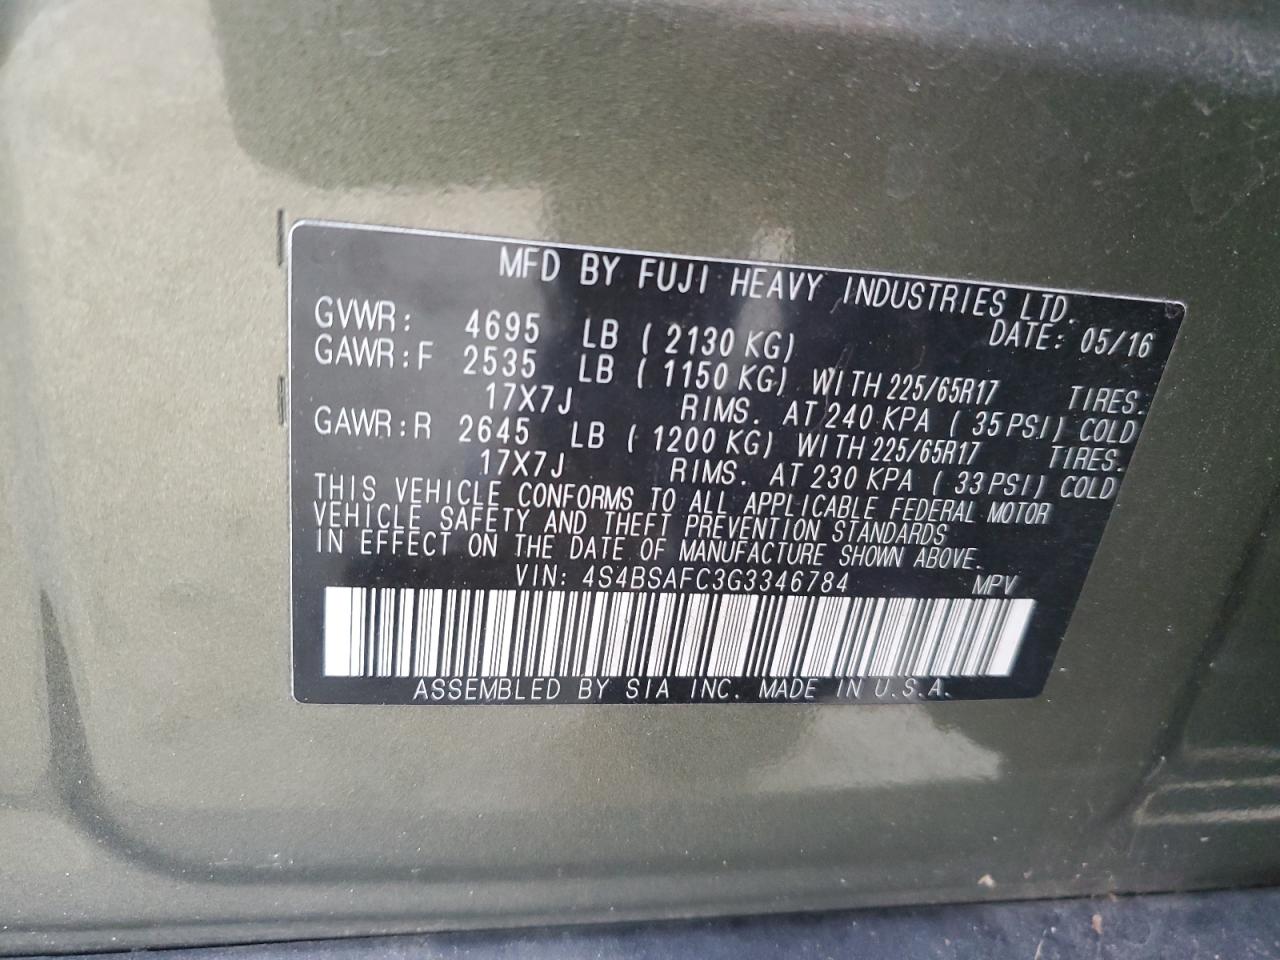 MFD BY FUJI HEAVY INDUSTRIES LTD.
DATE: 05/16
GVWR: 4695 LB ( 2130 KG)
GAWR:F 2535 LB ( 1150 KG) WITH 225/65R17 TIRES.
17X7J RIMS. AT 240 KPA ( 35 PSI) COLD
GAWR:R 2645 LB ( 1200 KG) WITH 225/65R17 TIRES.
17X7J RIMS. AT 230 KPA ( 33 PSI) COLD
THIS VEHICLE CONFORMS TO ALL APPLICABLE FEDERAL MOTOR
VEHICLE SAFETY AND THEFT PREVENTION STANDARDS
IN EFFECT ON THE DATE OF MANUFACTURE SHOWN ABOVE.
VIN: 4S4BSAFC3G3346784 MPV
ASSEMBLED BY SIA INC. MADE IN U.S.A.